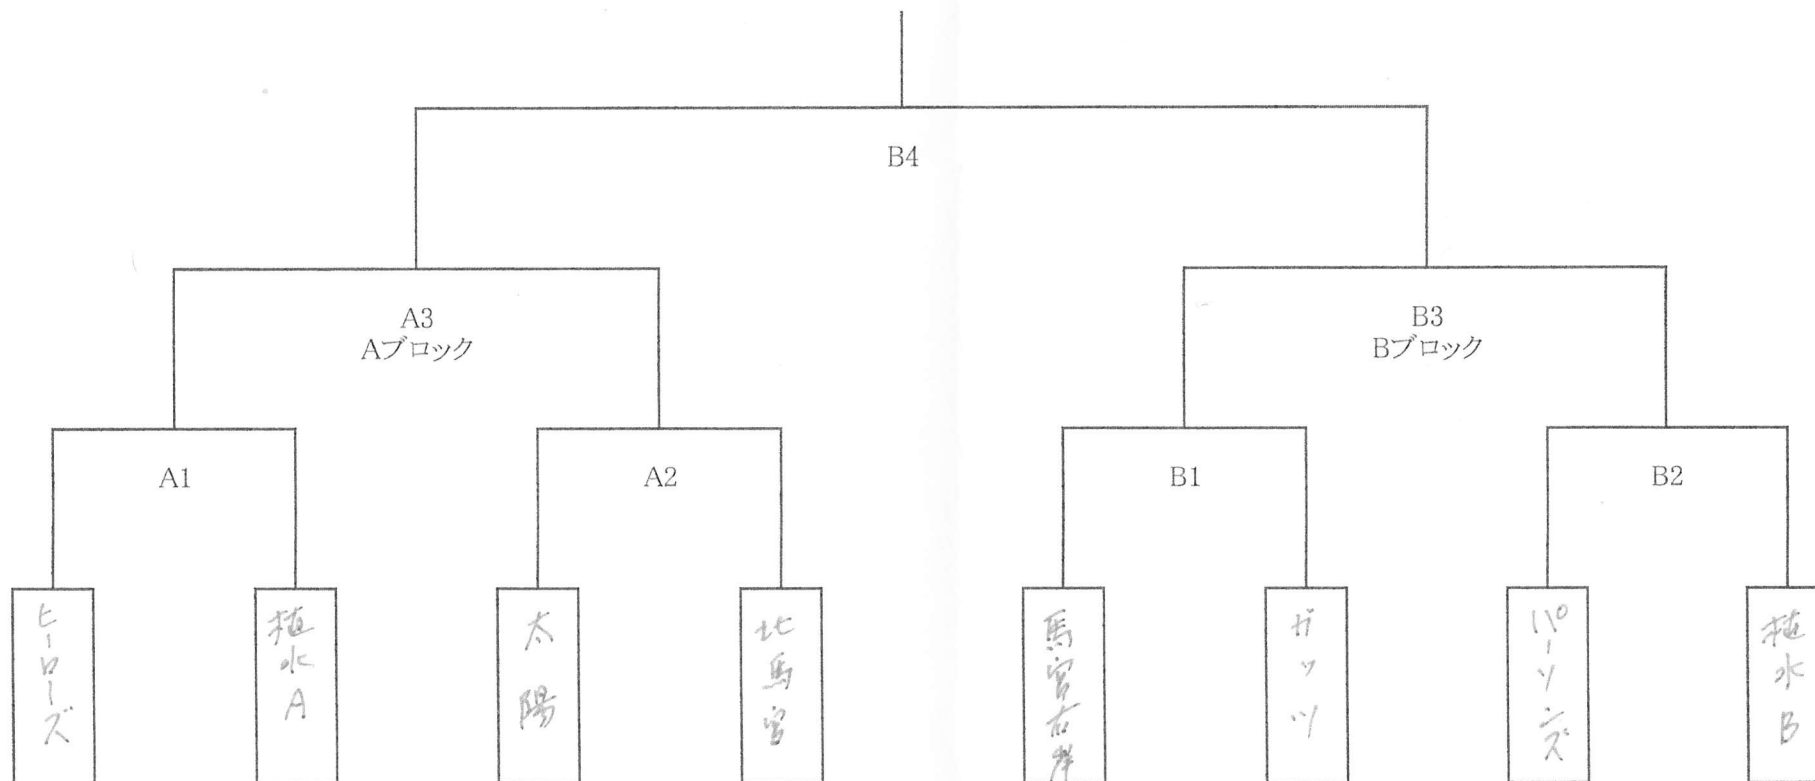 B4
A3
Aブロック
B3
Bブロック
A1
A2
B1
B2
ヒーローズ
植水A
太陽
北馬宮
馬宮右岸
ガッツ
パーソンズ
植水B